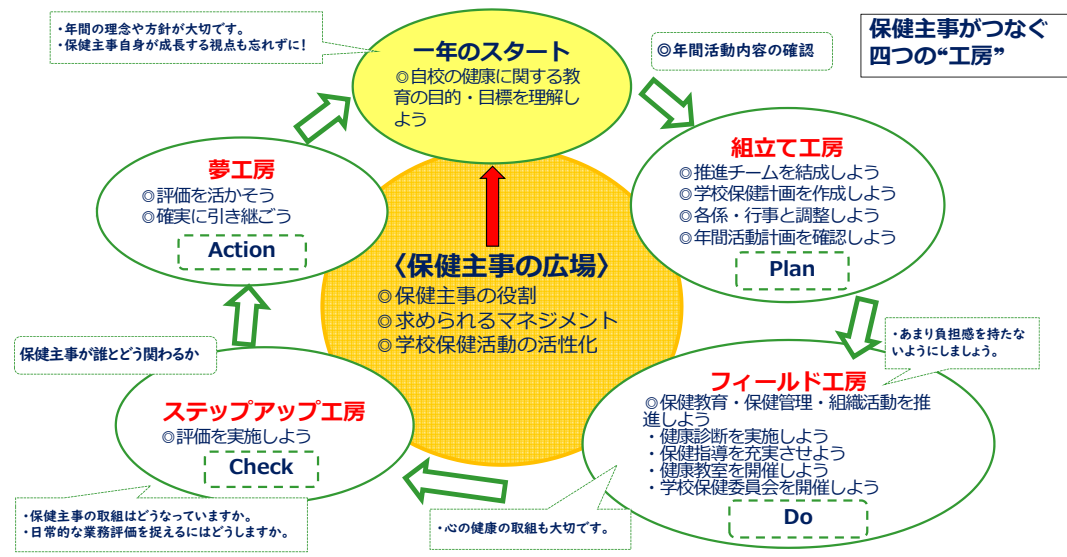 保健主事がつなぐ
四つの“工房”
・年間の理念や方針が大切です。
・保健主事自身が成長する視点も忘れずに！
一年のスタート
◎自校の健康に関する教
育の目的・目標を理解し
よう
◎年間活動内容の確認
組立て工房
◎推進チームを結成しよう
◎学校保健計画を作成しよう
◎各係・行事と調整しよう
◎年間活動計画を確認しよう
Plan
夢工房
◎評価を活かそう
◎確実に引き継ごう
Action
〈保健主事の広場〉
◎保健主事の役割
◎求められるマネジメント
◎学校保健活動の活性化
・あまり負担感を持たな
いようにしましょう。
フィールド工房
◎保健教育・保健管理・組織活動を推
進しよう
・健康診断を実施しよう
・保健指導を充実させよう
・健康教室を開催しよう
・学校保健委員会を開催しよう
Do
保健主事が誰とどう関わるか
ステップアップ工房
◎評価を実施しよう
Check
・保健主事の取組はどうなっていますか。
・日常的な業務評価を捉えるにはどうしますか。
・心の健康の取組も大切です。